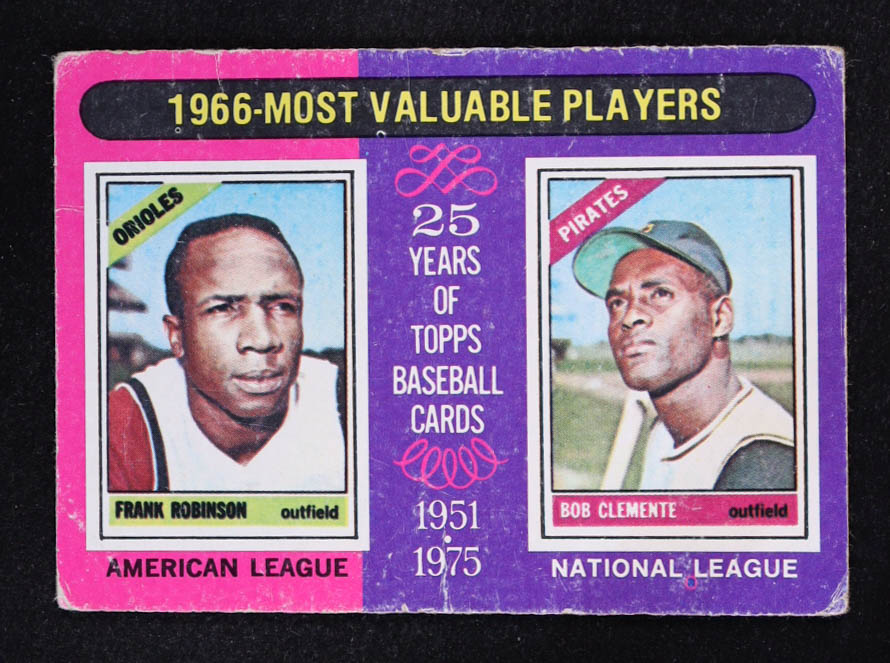 1966-MOST VALUABLE PLAYERS
ORIOLES
FRANK ROBINSON outfield
AMERICAN LEAGUE
25
YEARS
OF
TOPPS
BASEBALL
CARDS
1951
1975
PIRATES
BOB CLEMENTE outfield
NATIONAL LEAGUE